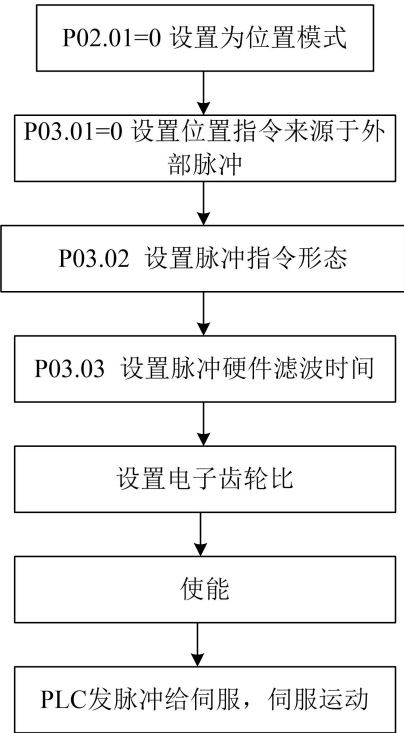 P02.01=0 设置为位置模式
P03.01=0 设置位置指令来源于外
部脉冲
P03.02 设置脉冲指令形态
P03.03 设置脉冲硬件滤波时间
设置电子齿轮比
使能
PLC发脉冲给伺服，伺服运动